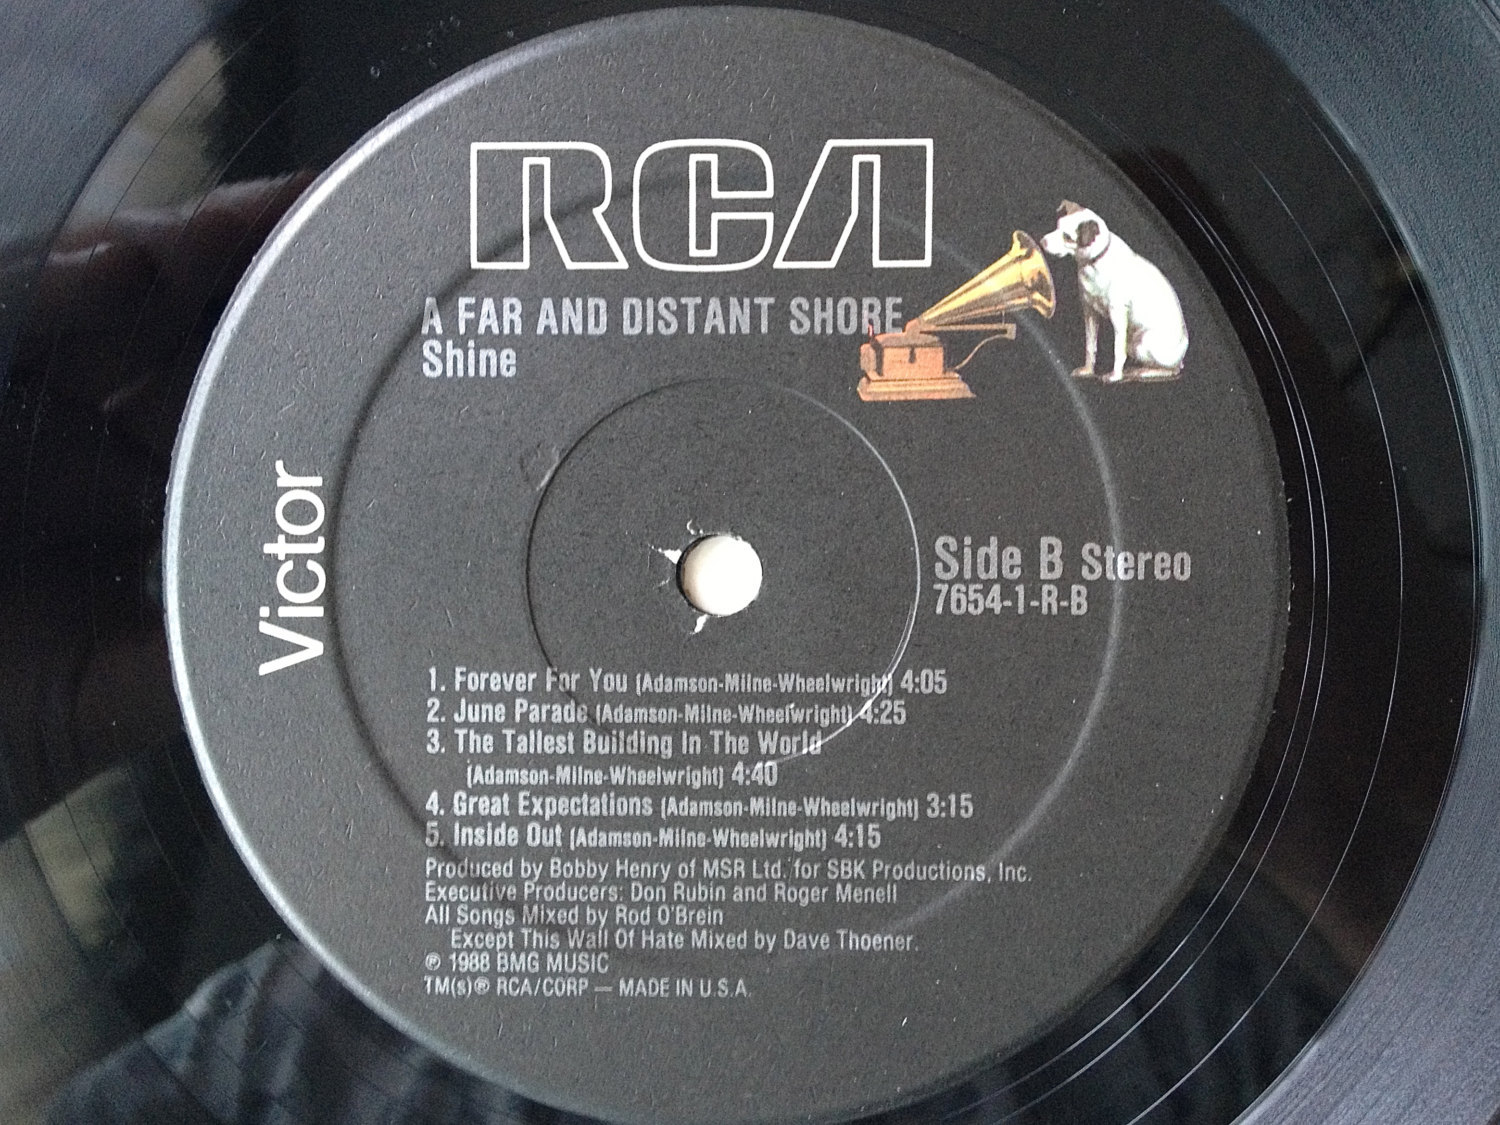 RCA
A FAR AND DISTANT SHORE
Shine
Victor
Side B Stereo
7654-1-R-B
1. Forever For You (Adamson-Milne-Wheelwright) 4:05
2. June Parade (Adamson-Milne-Wheelwright) 4:25
3. The Tallest Building In The World
(Adamson-Milne-Wheelwright) 4:40
4. Great Expectations (Adamson-Milne-Wheelwright) 3:15
5. Inside Out (Adamson-Milne-Wheelwright) 4:15
Produced by Bobby Henry of MSR Ltd. for SBK Productions, Inc.
Executive Producers: Don Rubin and Roger Menell
All Songs Mixed by Rod O'Brein
Except This Wall Of Hate Mixed by Dave Thoener.
℗ 1988 BMG MUSIC
TM(s)® RCA/CORP — MADE IN U.S.A.